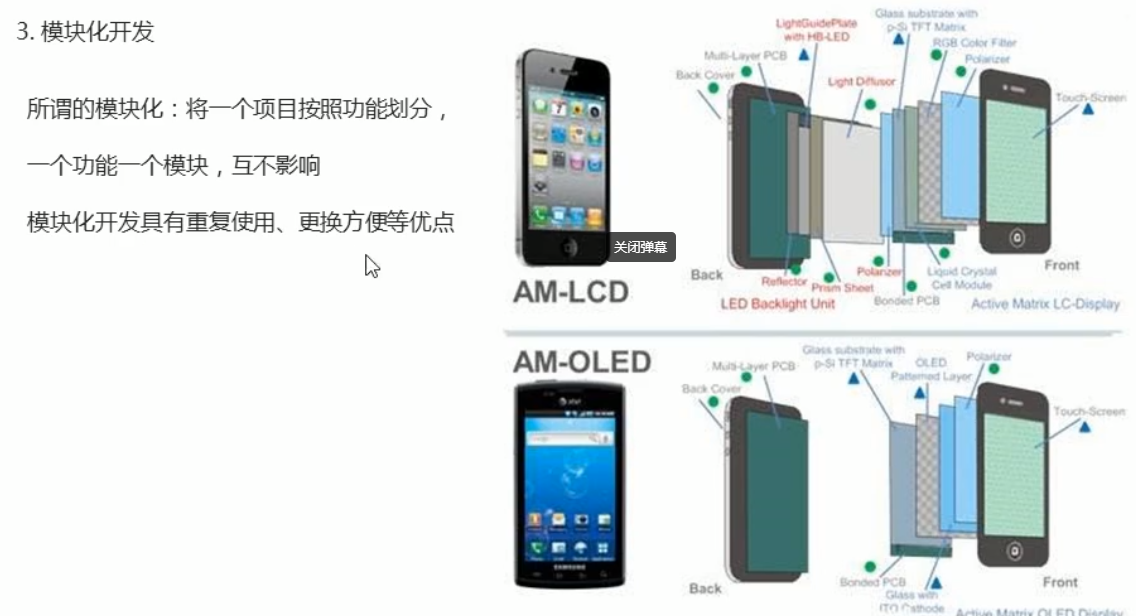 3. 模块化开发
所谓的模块化：将一个项目按照功能划分，
一个功能一个模块，互不影响
模块化开发具有重复使用、更换方便等优点
关闭弹幕
AM-LCD
LightGuidePlate
with HB-LED
Glass substrate with
p-Si TFT Matrix
Multi-Layer PCB
RGB Color Filter
Polarizer
Back Cover
Light Diffusor
Touch-Screen
Back
Reflector
Prism Sheet
Polarizer
Liquid Crystal
Cell Module
Front
LED Backlight Unit
Bonded PCB
Active Matrix LC-Display
AM-OLED
Glass substrate with
p-Si TFT Matrix
Multi-Layer PCB
OLED
Patterned Layer
Polarizer
Back Cover
Touch-Screen
at&t
SAMSUNG
Back
Bonded PCB
Glass with
ITO Cathode
Front
Active Matrix OLED Display